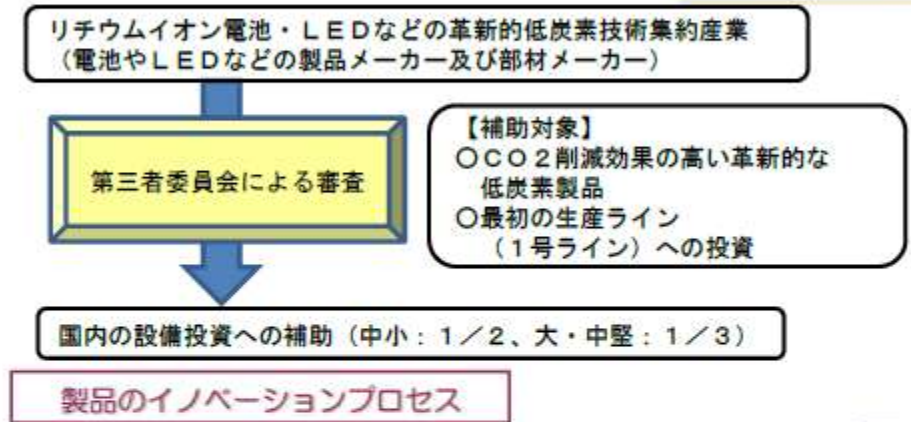 リチウムイオン電池・ＬＥＤなどの革新的低炭素技術集約産業
（電池やＬＥＤなどの製品メーカー及び部材メーカー）
第三者委員会による審査
【補助対象】
○ＣＯ２削減効果の高い革新的な
低炭素製品
○最初の生産ライン
（１号ライン）への投資
国内の設備投資への補助（中小：１／２、大・中堅：１／３）
製品のイノベーションプロセス